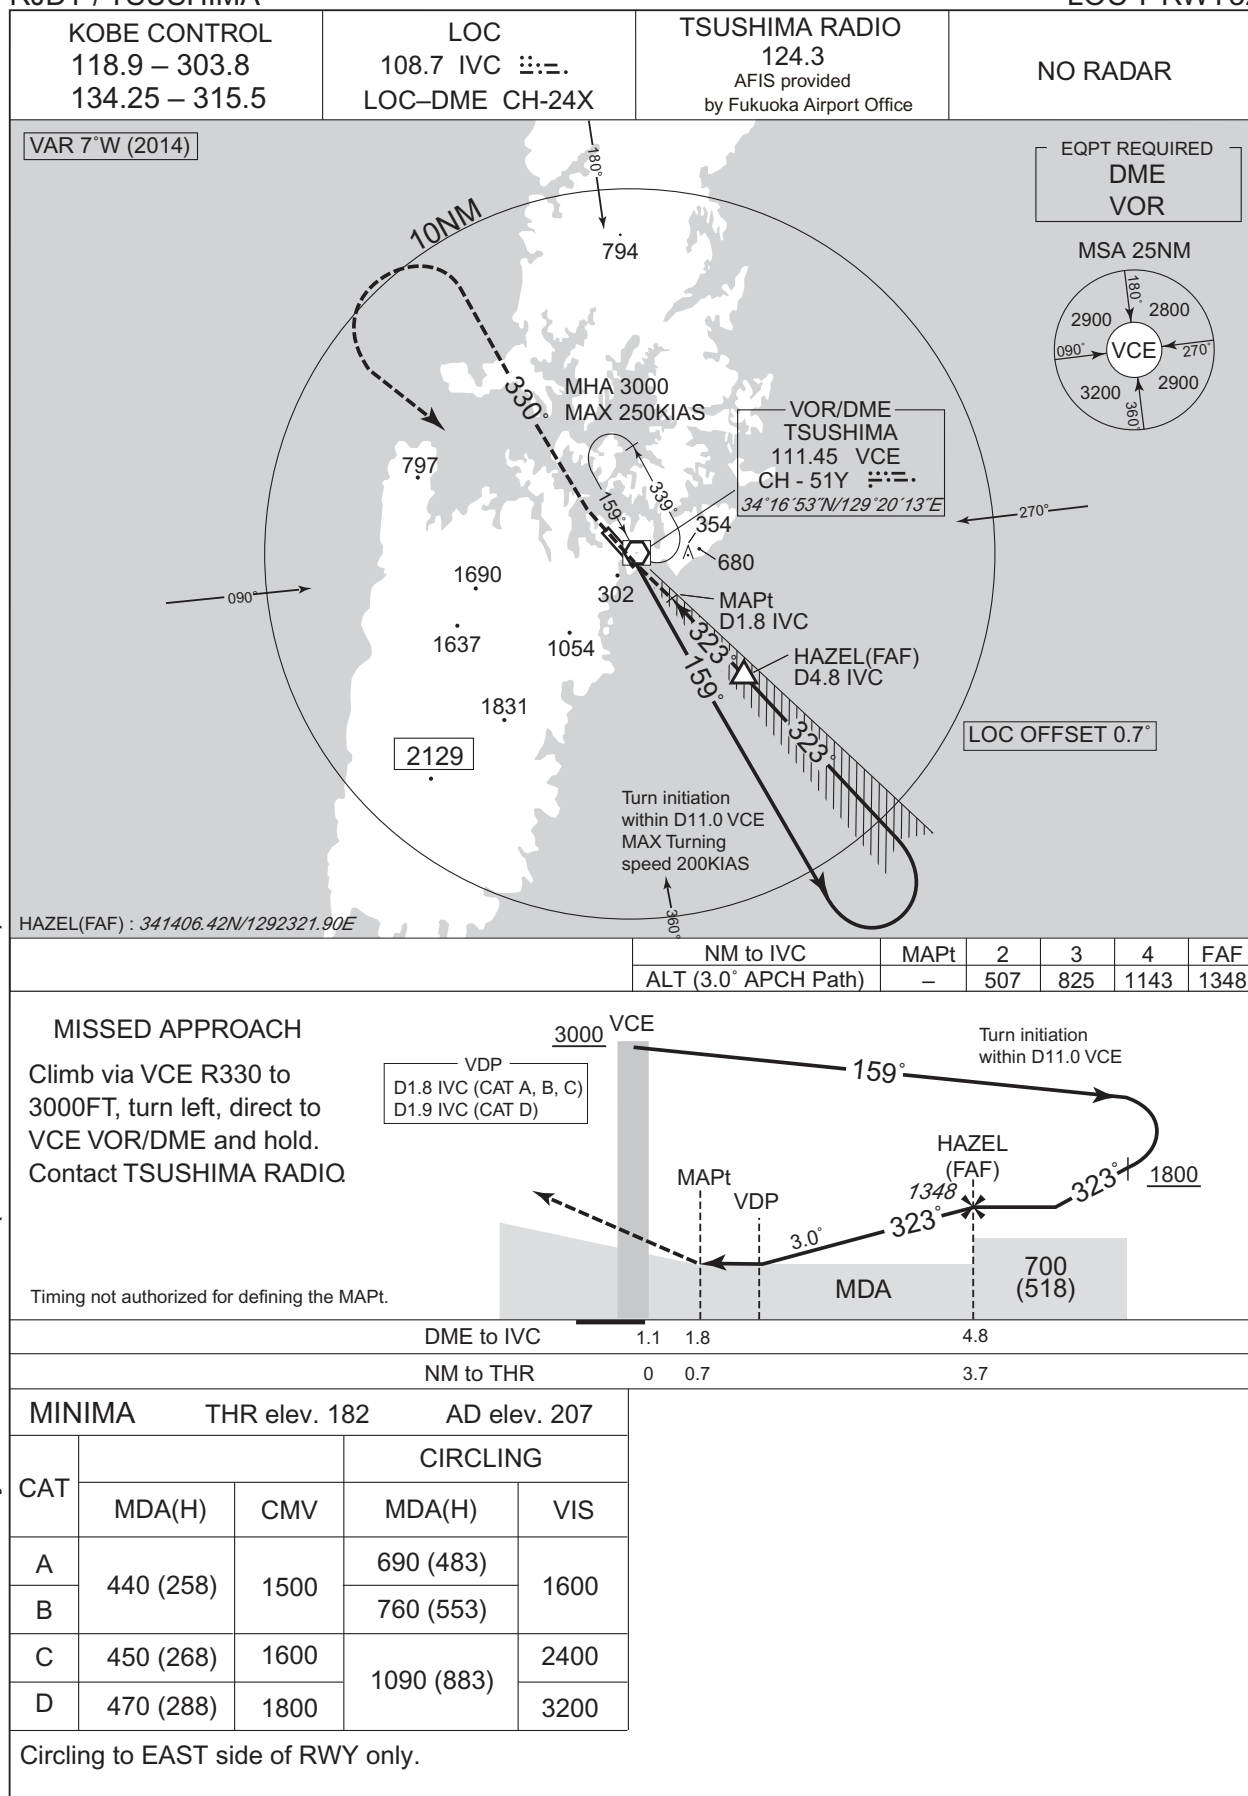 KOBE CONTROL
118.9 – 303.8
134.25 – 315.5
LOC
108.7 IVC
LOC–DME CH-24X
TSUSHIMA RADIO
124.3
AFIS provided
by Fukuoka Airport Office
NO RADAR
VAR 7°W (2014)
EQPT REQUIRED
DME
VOR
MSA 25NM
180°
2900
2800
090°
VCE
270°
3200
2900
360°
180°
10NM
794
330°
MHA 3000
MAX 250KIAS
VOR/DME
TSUSHIMA
111.45 VCE
CH - 51Y
34°16´53˝N/129°20´13˝E
797
159°
339°
354
680
270°
090°
1690
302
1637
1054
MAPt
D1.8 IVC
323°
HAZEL(FAF)
D4.8 IVC
159°
1831
323°
LOC OFFSET 0.7°
2129
Turn initiation
within D11.0 VCE
MAX Turning
speed 200KIAS
360°
HAZEL(FAF) : 341406.42N/1292321.90E
NM to IVC MAPt 2 3 4 FAF
ALT (3.0° APCH Path) – 507 825 1143 1348
MISSED APPROACH
Climb via VCE R330 to
3000FT, turn left, direct to
VCE VOR/DME and hold.
Contact TSUSHIMA RADIO.
Timing not authorized for defining the MAPt.
VDP
D1.8 IVC (CAT A, B, C)
D1.9 IVC (CAT D)
3000
VCE
159°
Turn initiation
within D11.0 VCE
HAZEL
(FAF)
1348
323°
1800
MAPt
VDP
3.0°
323°
MDA
700
(518)
DME to IVC 1.1 1.8 4.8
NM to THR 0 0.7 3.7
MINIMA THR elev. 182 AD elev. 207
CAT
CIRCLING
MDA(H) CMV MDA(H) VIS
A 440 (258) 1500 690 (483) 1600
B 760 (553)
C 450 (268) 1600 1090 (883) 2400
D 470 (288) 1800 3200
Circling to EAST side of RWY only.